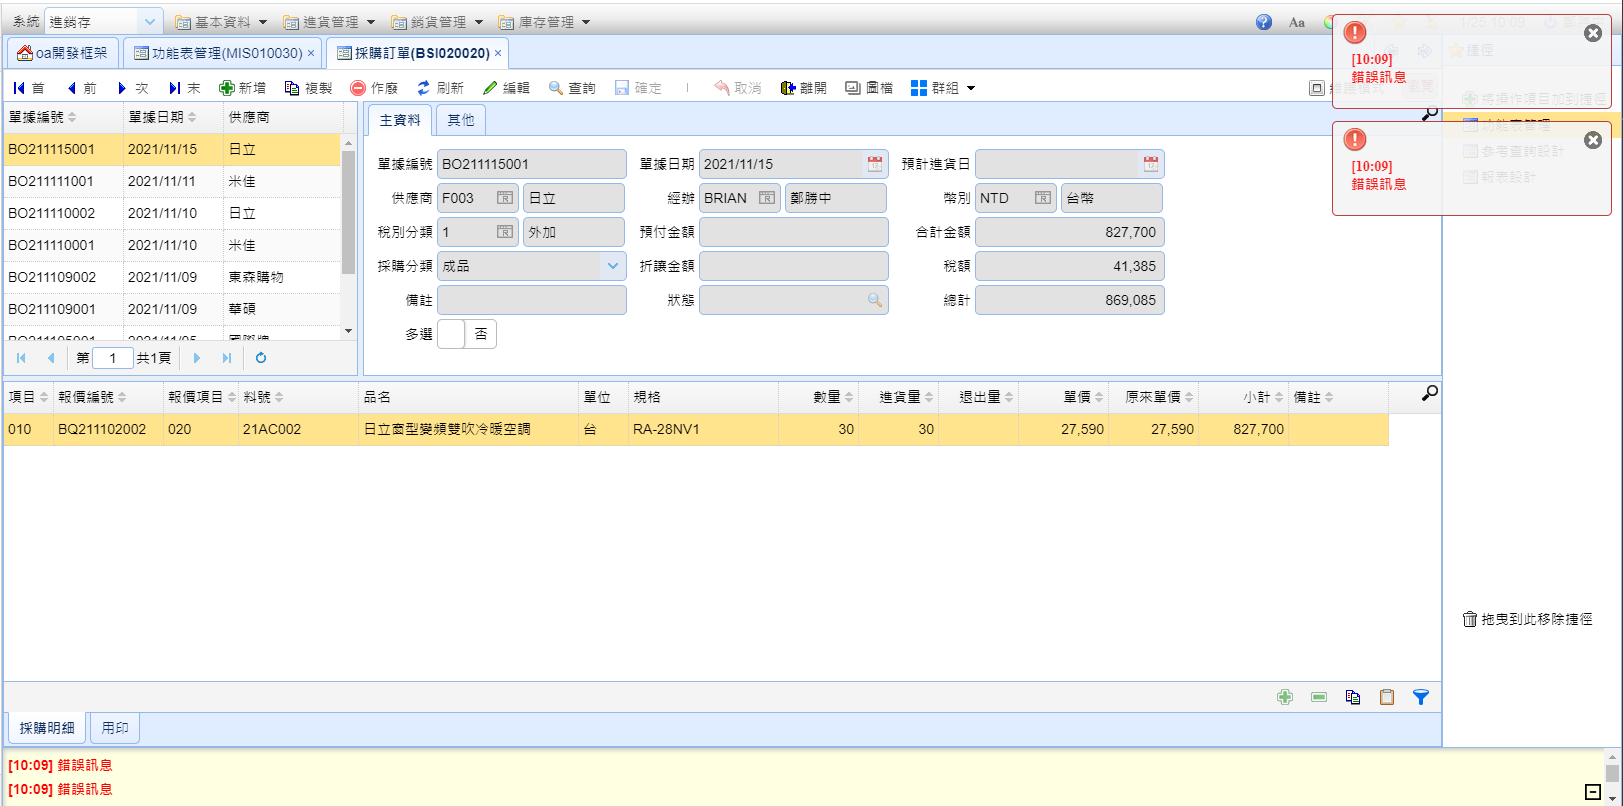 系統 進銷存 基本資料 進貨管理 銷貨管理 庫存管理 Aa
oa開發框架 功能表管理(MIS010030) × 採購訂單(BSI020020) × 捷徑
首 前 次 末 新增 複製 作廢 刷新 編輯 查詢 確定 取消 離開 圖檔 群組
[10:09]
錯誤訊息
將操作項目加到捷徑
功能表管理
[10:09]
錯誤訊息
參考查詢設計
報表設計
單據編號 單據日期 供應商
BO211115001 2021/11/15 日立
BO211111001 2021/11/11 米佳
BO211110002 2021/11/10 日立
BO211110001 2021/11/10 米佳
BO211109002 2021/11/09 東森購物
BO211109001 2021/11/09 華碩
第 1 共1頁
主資料 其他
單據編號 BO211115001 單據日期 2021/11/15 預計進貨日
供應商 F003 日立 經辦 BRIAN 鄭勝中 幣別 NTD 台幣
稅別分類 1 外加 預付金額 合計金額 827,700
採購分類 成品 折讓金額 稅額 41,385
備註 狀態 總計 869,085
多選 否
項目 報價編號 報價項目 料號 品名 單位 規格 數量 進貨量 退出量 單價 原來單價 小計 備註
010 BQ211102002 020 21AC002 日立窗型變頻雙吹冷暖空調 台 RA-28NV1 30 30 27,590 27,590 827,700
拖曳到此移除捷徑
採購明細 用印
[10:09] 錯誤訊息
[10:09] 錯誤訊息